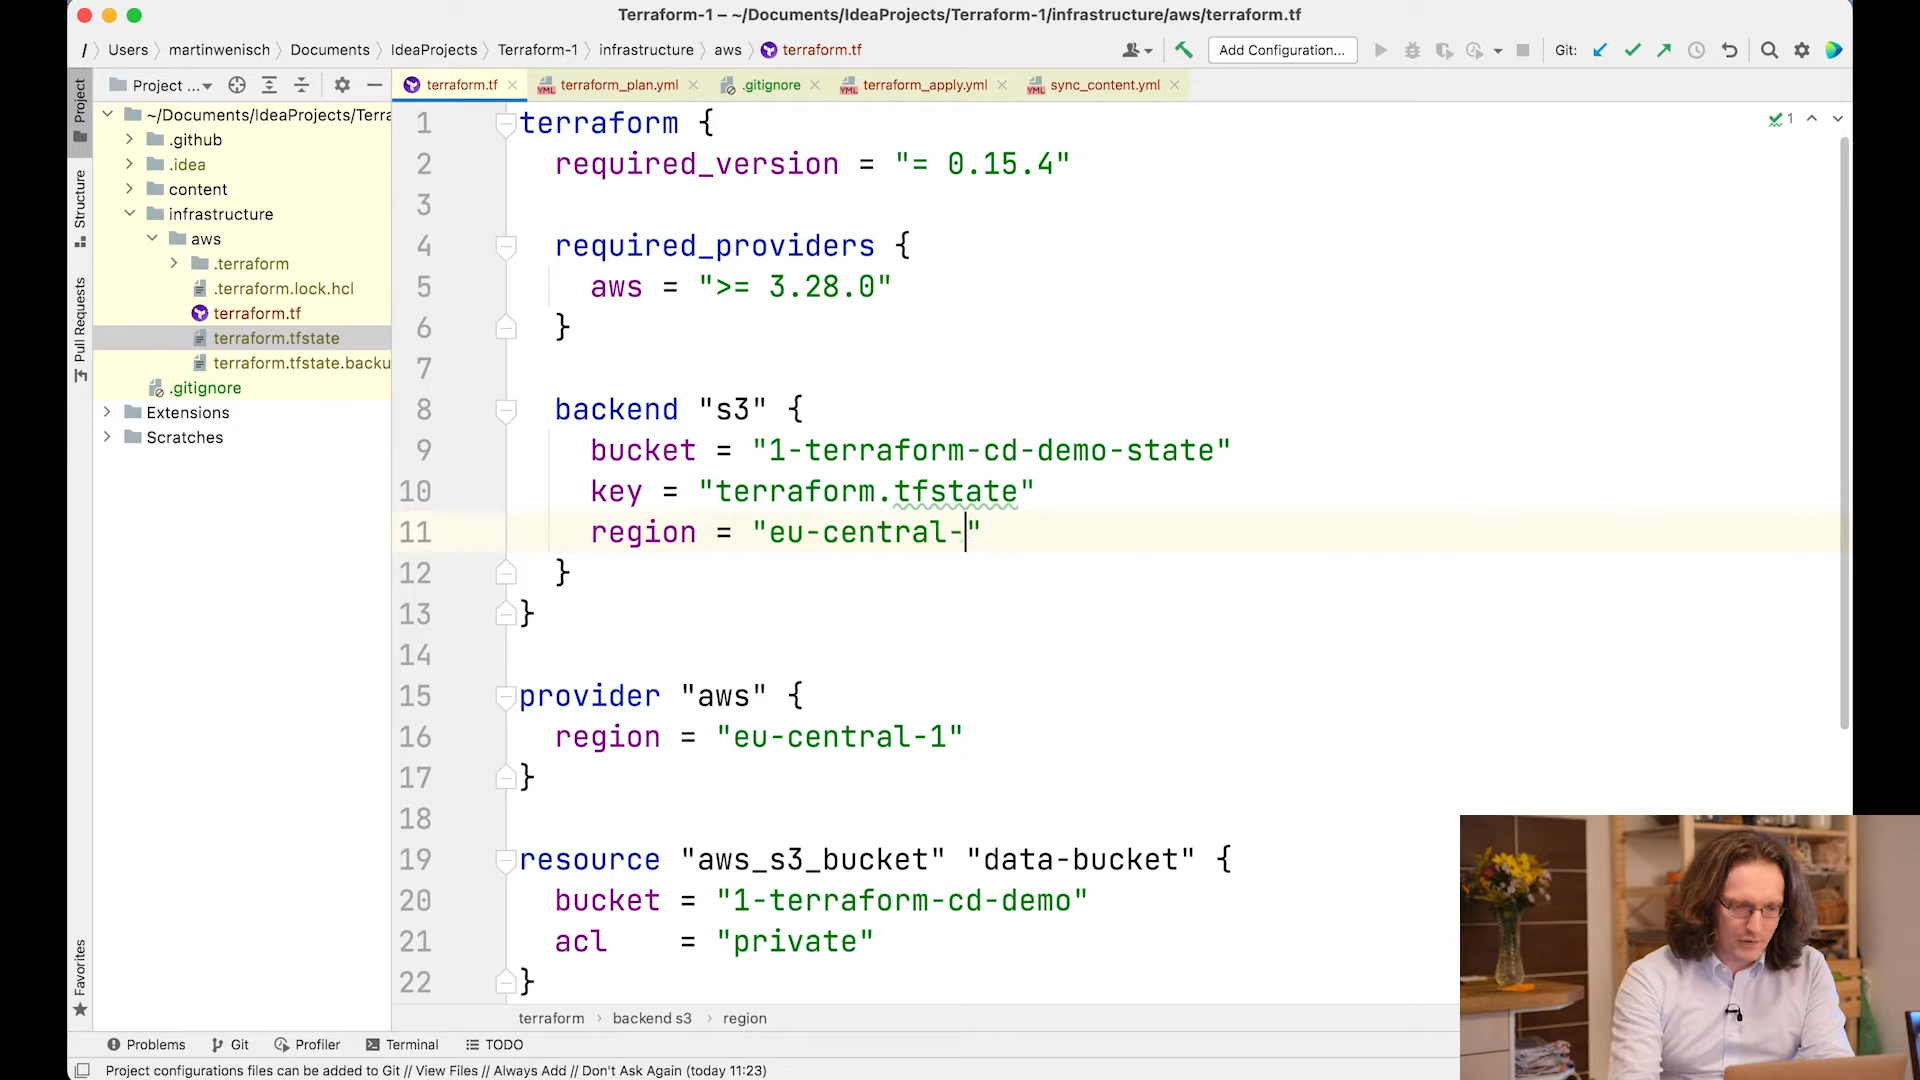 Terraform-1 – ~/Documents/IdeaProjects/Terraform-1/infrastructure/aws/terraform.tf
/ Users martinwenisch Documents IdeaProjects Terraform-1 infrastructure aws terraform.tf
Add Configuration...
Git:
Project ...
terraform.tf
terraform_plan.yml
.gitignore
terraform_apply.yml
sync_content.yml
Project
Structure
Pull Requests
Favorites
~/Documents/IdeaProjects/Terra
.github
.idea
content
infrastructure
aws
.terraform
.terraform.lock.hcl
terraform.tf
terraform.tfstate
terraform.tfstate.backu
.gitignore
Extensions
Scratches
1 terraform {
2 required_version = "= 0.15.4"
3
4 required_providers {
5 aws = ">= 3.28.0"
6 }
7
8 backend "s3" {
9 bucket = "1-terraform-cd-demo-state"
10 key = "terraform.tfstate"
11 region = "eu-central-"
12 }
13 }
14
15 provider "aws" {
16 region = "eu-central-1"
17 }
18
19 resource "aws_s3_bucket" "data-bucket" {
20 bucket = "1-terraform-cd-demo"
21 acl = "private"
22 }
1
terraform backend s3 region
Problems Git Profiler Terminal TODO
Project configurations files can be added to Git // View Files // Always Add // Don't Ask Again (today 11:23)